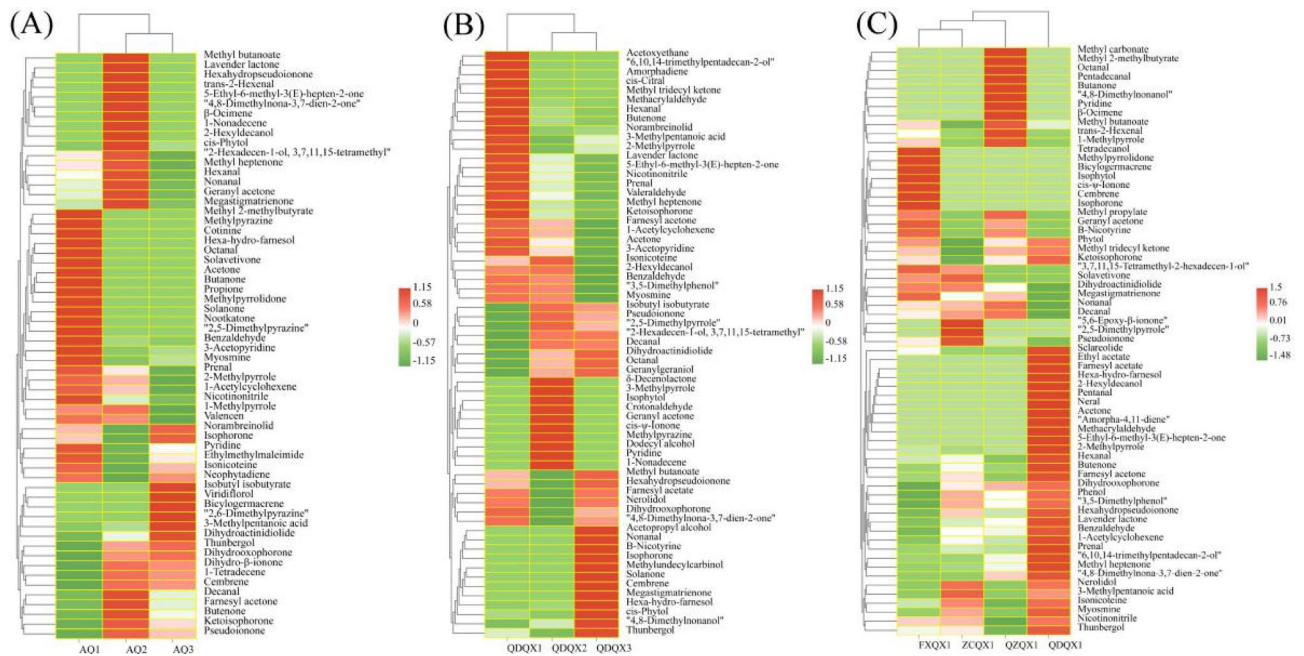 (A)
Methyl butanoate
Lavender lactone
Hexahydropseudoionone
trans-2-Hexenal
5-Ethyl-6-methyl-3(E)-hepten-2-one
"4,8-Dimethylnona-3,7-dien-2-one"
β-Ocimene
1-Nonadecene
2-Hexyldecanol
cis-Phytol
"2-Hexadecen-1-ol, 3,7,11,15-tetramethyl"
Methyl heptenone
Hexanal
Nonanal
Geranyl acetone
Megastigmatrienone
Methyl 2-methylbutyrate
Methylpyrazine
Cotinine
Hexa-hydro-farnesol
Octanal
Solavetivone
Acetone
Butanone
Propione
Methylpyrrolidone
Solanone
Nootkatone
"2,5-Dimethylpyrazine"
Benzaldehyde
3-Acetopyridine
Myosmine
Prenal
2-Methylpyrrole
1-Acetylcyclohexene
Nicotinonitrile
1-Methylpyrrole
Valencen
Norambreinolid
Isophorone
Pyridine
Ethylmethylmaleimide
Isonicoteine
Neophytadiene
Isobutyl isobutyrate
Viridiflorol
Bicylogermacrene
"2,6-Dimethylpyrazine"
3-Methylpentanoic acid
Dihydroactinidiolide
Thunbergol
Dihydrooxophorone
Dihydro-β-ionone
1-Tetradecene
Cembrene
Decanal
Farnesyl acetone
Butenone
Ketoisophorone
Pseudoionone
AQ1 AQ2 AQ3
1.15
0.58
0
-0.57
-1.15
(B)
Acetoxyethane
"6,10,14-trimethylpentadecan-2-ol"
Amorphadiene
cis-Citral
Methyl tridecyl ketone
Methacrylaldehyde
Hexanal
Butenone
Norambreinolid
3-Methylpentanoic acid
2-Methylpyrrole
Lavender lactone
5-Ethyl-6-methyl-3(E)-hepten-2-one
Nicotinonitrile
Prenal
Valeraldehyde
Methyl heptenone
Ketoisophorone
Farnesyl acetone
1-Acetylcyclohexene
Acetone
3-Acetopyridine
Isonicoteine
2-Hexyldecanol
Benzaldehyde
"3,5-Dimethylphenol"
Myosmine
Isobutyl isobutyrate
Pseudoionone
"2,5-Dimethylpyrrole"
"2-Hexadecen-1-ol, 3,7,11,15-tetramethyl"
Decanal
Dihydroactinidiolide
Octanal
Geranylgeraniol
δ-Decenolactone
3-Methylpyrrole
Isophytol
Crotonaldehyde
Geranyl acetone
cis-ψ-Ionone
Methylpyrazine
Dodecyl alcohol
Pyridine
1-Nonadecene
Methyl butanoate
Hexahydropseudoionone
Farnesyl acetate
Nerolidol
Dihydrooxophorone
"4,8-Dimethylnona-3,7-dien-2-one"
Acetopropyl alcohol
Nonanal
B-Nicotyrine
Isophorone
Methylundecylcarbinol
Solanone
Cembrene
Megastigmatrienone
Hexa-hydro-farnesol
cis-Phytol
"4,8-Dimethylnonanol"
Thunbergol
QDQX1 QDQX2 QDQX3
1.15
0.58
0
-0.58
-1.15
(C)
Methyl carbonate
Methyl 2-methylbutyrate
Octanal
Pentadecanal
Butanone
"4,8-Dimethylnonanol"
Pyridine
β-Ocimene
Methyl butanoate
trans-2-Hexenal
1-Methylpyrrole
Tetradecanol
Methylpyrrolidone
Bicylogermacrene
Isophytol
cis-ψ-Ionone
Cembrene
Isophorone
Methyl propylate
Geranyl acetone
B-Nicotyrine
Phytol
Methyl tridecyl ketone
Ketoisophorone
"3,7,11,15-Tetramethyl-2-hexadecen-1-ol"
Solavetivone
Dihydroactinidiolide
Megastigmatrienone
Nonanal
Decanal
"5,6-Epoxy-β-ionone"
"2,5-Dimethylpyrrole"
Pseudoionone
Sclareolide
Ethyl acetate
Farnesyl acetate
Hexa-hydro-farnesol
2-Hexyldecanol
Pentanal
Neral
Acetone
"Amorpha-4,11-diene"
Methacrylaldehyde
5-Ethyl-6-methyl-3(E)-hepten-2-one
2-Methylpyrrole
Hexanal
Butenone
Farnesyl acetone
Dihydrooxophorone
Phenol
"3,5-Dimethylphenol"
Hexahydropseudoionone
Lavender lactone
Benzaldehyde
1-Acetylcyclohexene
Prenal
"6,10,14-trimethylpentadecan-2-ol"
Methyl heptenone
"4,8-Dimethylnona-3,7-dien-2-one"
Nerolidol
3-Methylpentanoic acid
Isonicoteine
Myosmine
Nicotinonitrile
Thunbergol
FXQX1 ZCQX1 QZQX1 QDQX1
1.5
0.76
0.01
-0.73
-1.48